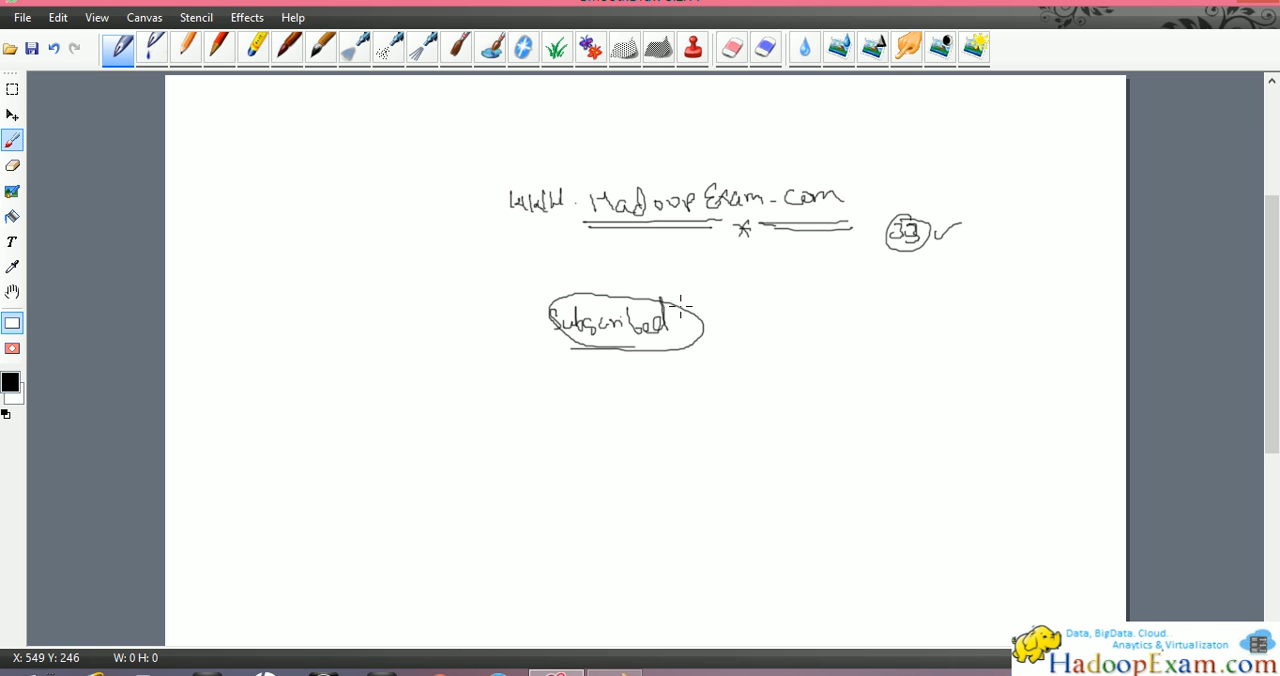 File Edit View Canvas Stencil Effects Help
www.HadoopExam.com
33
Subscribed
X: 549 Y: 246 W: 0 H: 0
Data, BigData. Cloud..
Anaytics & Virtualizaton
HadoopExam.com